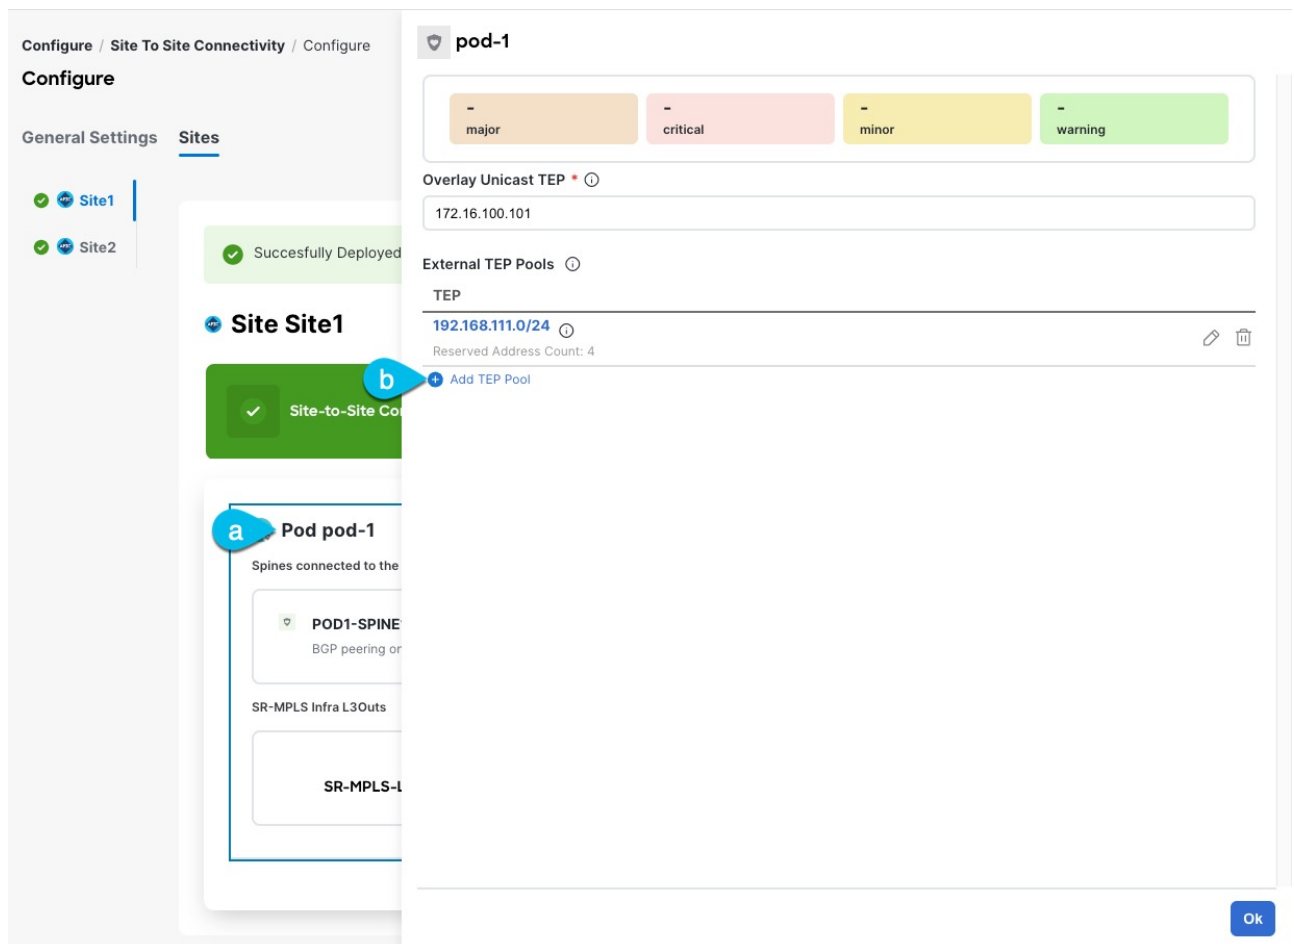 Configure / Site To Site Connectivity / Configure
Configure
General Settings Sites
Site1
Site2
Succesfully Deployed
Site Site1
Site-to-Site Co
a
Pod pod-1
Spines connected to the
POD1-SPINE
BGP peering or
SR-MPLS Infra L3Outs
SR-MPLS-L
pod-1
- - - -
major critical minor warning
Overlay Unicast TEP *
172.16.100.101
External TEP Pools
TEP
192.168.111.0/24
Reserved Address Count: 4
b
Add TEP Pool
Ok